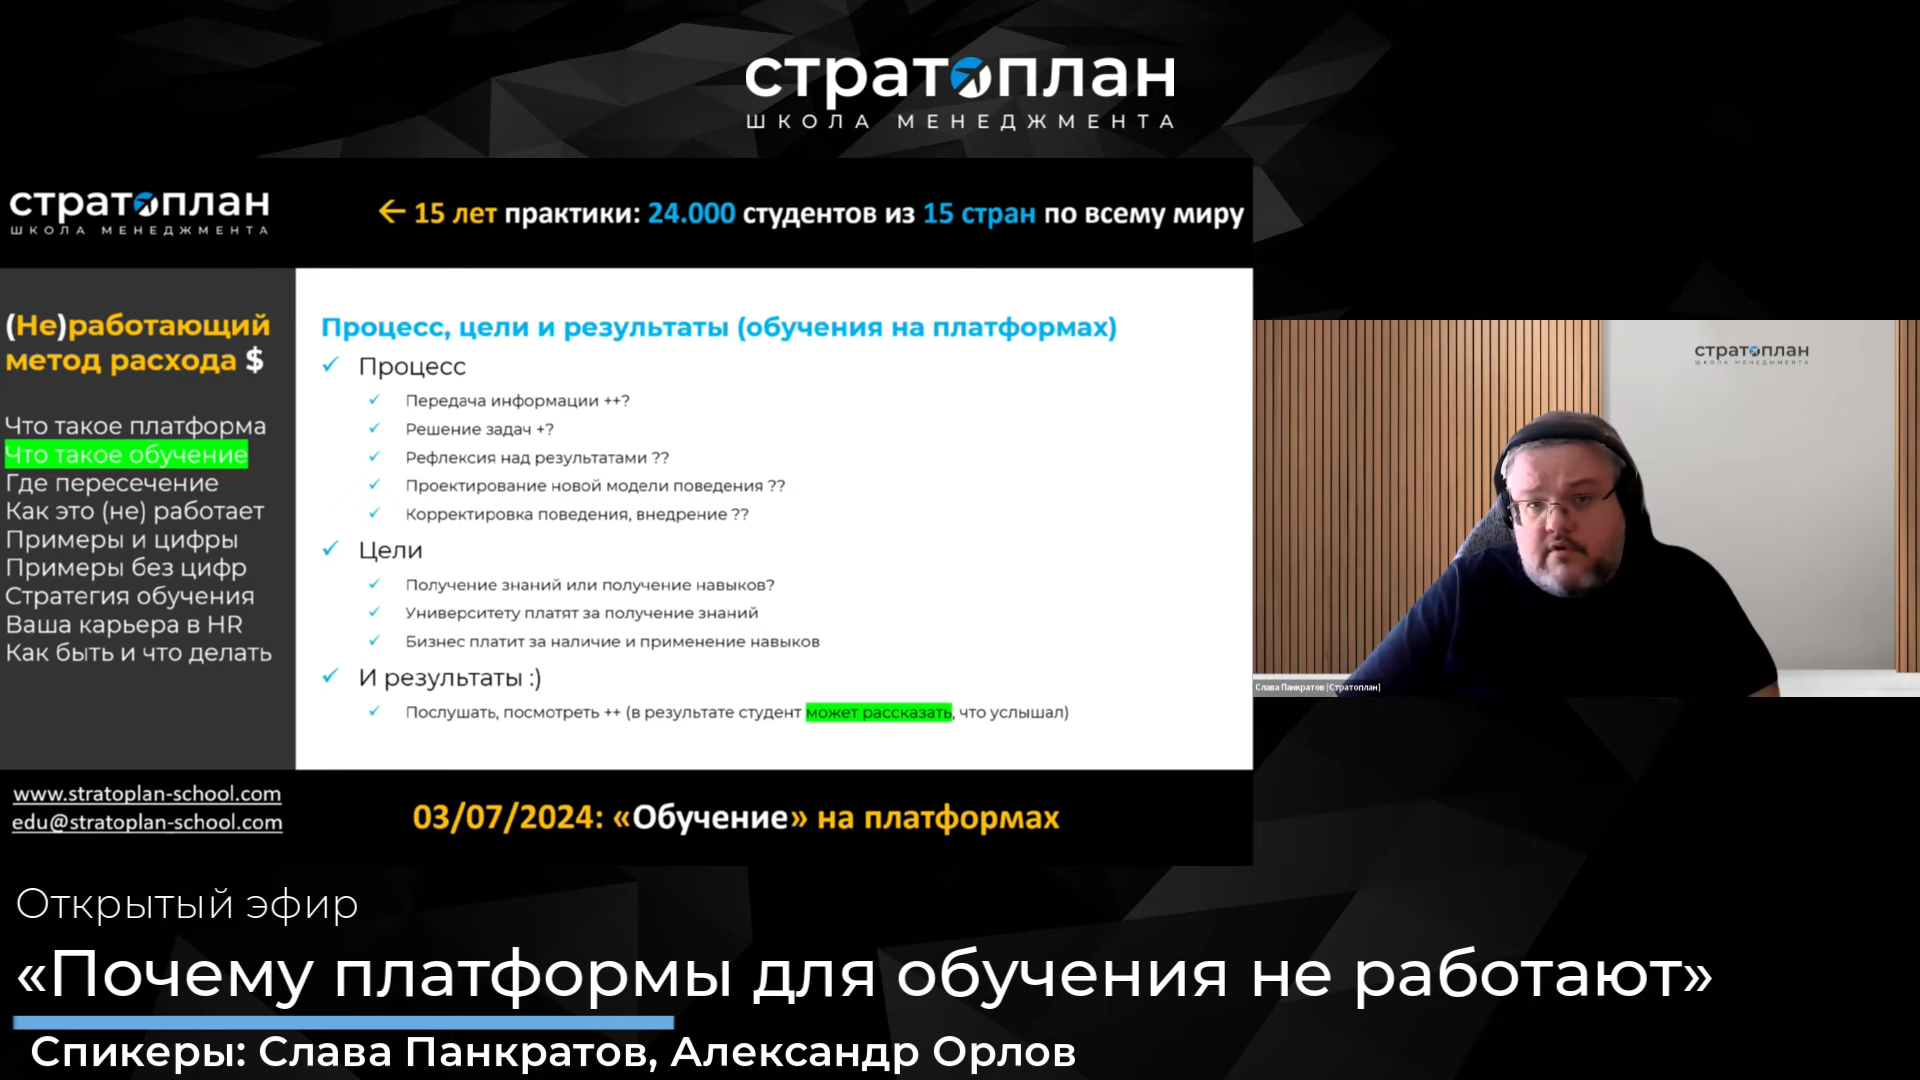 стратоплан
ШКОЛА МЕНЕДЖМЕНТА
стратоплан
ШКОЛА МЕНЕДЖМЕНТА
← 15 лет практики: 24.000 студентов из 15 стран по всему миру
(Не)работающий
метод расхода $
Что такое платформа
Что такое обучение
Где пересечение
Как это (не) работает
Примеры и цифры
Примеры без цифр
Стратегия обучения
Ваша карьера в HR
Как быть и что делать
Процесс, цели и результаты (обучения на платформах)
✓ Процесс
✓ Передача информации ++?
✓ Решение задач +?
✓ Рефлексия над результатами ??
✓ Проектирование новой модели поведения ??
✓ Корректировка поведения, внедрение ??
✓ Цели
✓ Получение знаний или получение навыков?
✓ Университету платят за получение знаний
✓ Бизнес платит за наличие и применение навыков
✓ И результаты :)
✓ Послушать, посмотреть ++ (в результате студент может рассказать, что услышал)
стратоплан
ШКОЛА МЕНЕДЖМЕНТА
Слава Панкратов [Стратоплан]
www.stratoplan-school.com
edu@stratoplan-school.com
03/07/2024: «Обучение» на платформах
Открытый эфир
«Почему платформы для обучения не работают»
Спикеры: Слава Панкратов, Александр Орлов